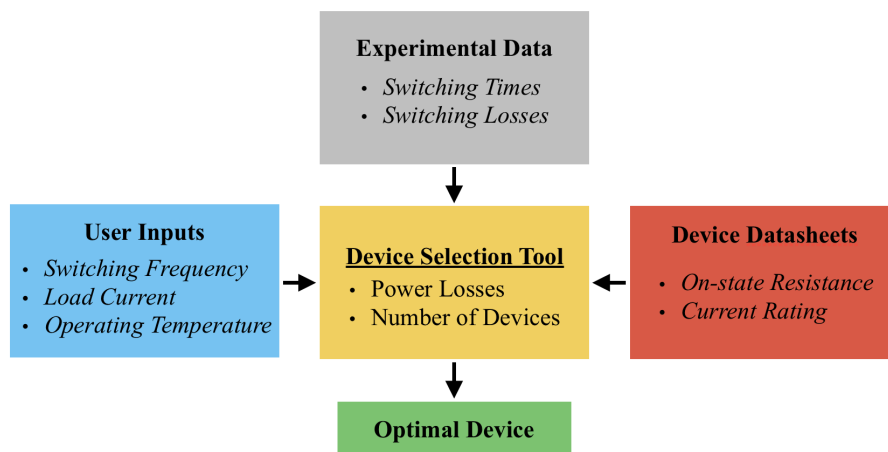 Experimental Data
• Switching Times
• Switching Losses
User Inputs
• Switching Frequency
• Load Current
• Operating Temperature
Device Selection Tool
• Power Losses
• Number of Devices
Device Datasheets
• On-state Resistance
• Current Rating
Optimal Device